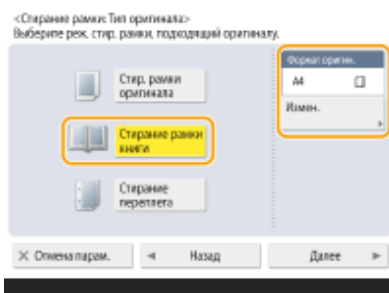 <Стирание рамки: Тип оригинала>
Выберите реж. стир. рамки, подходящий оригиналу.
Формат оригин.
A4
Измен.
Стир. рамки
оригинала
Стирание рамки
книги
Стирание
переплета
Отмена парам.
Назад
Далее